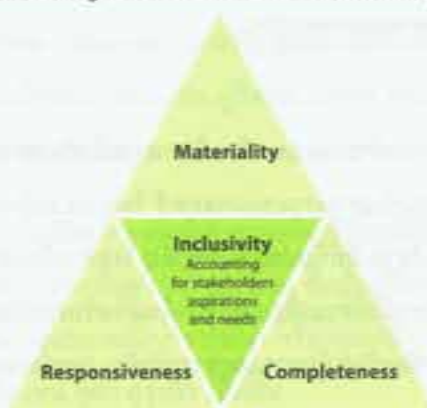 Materiality
Inclusivity
Accounting
for stakeholders
aspirations
and needs
Responsiveness
Completeness